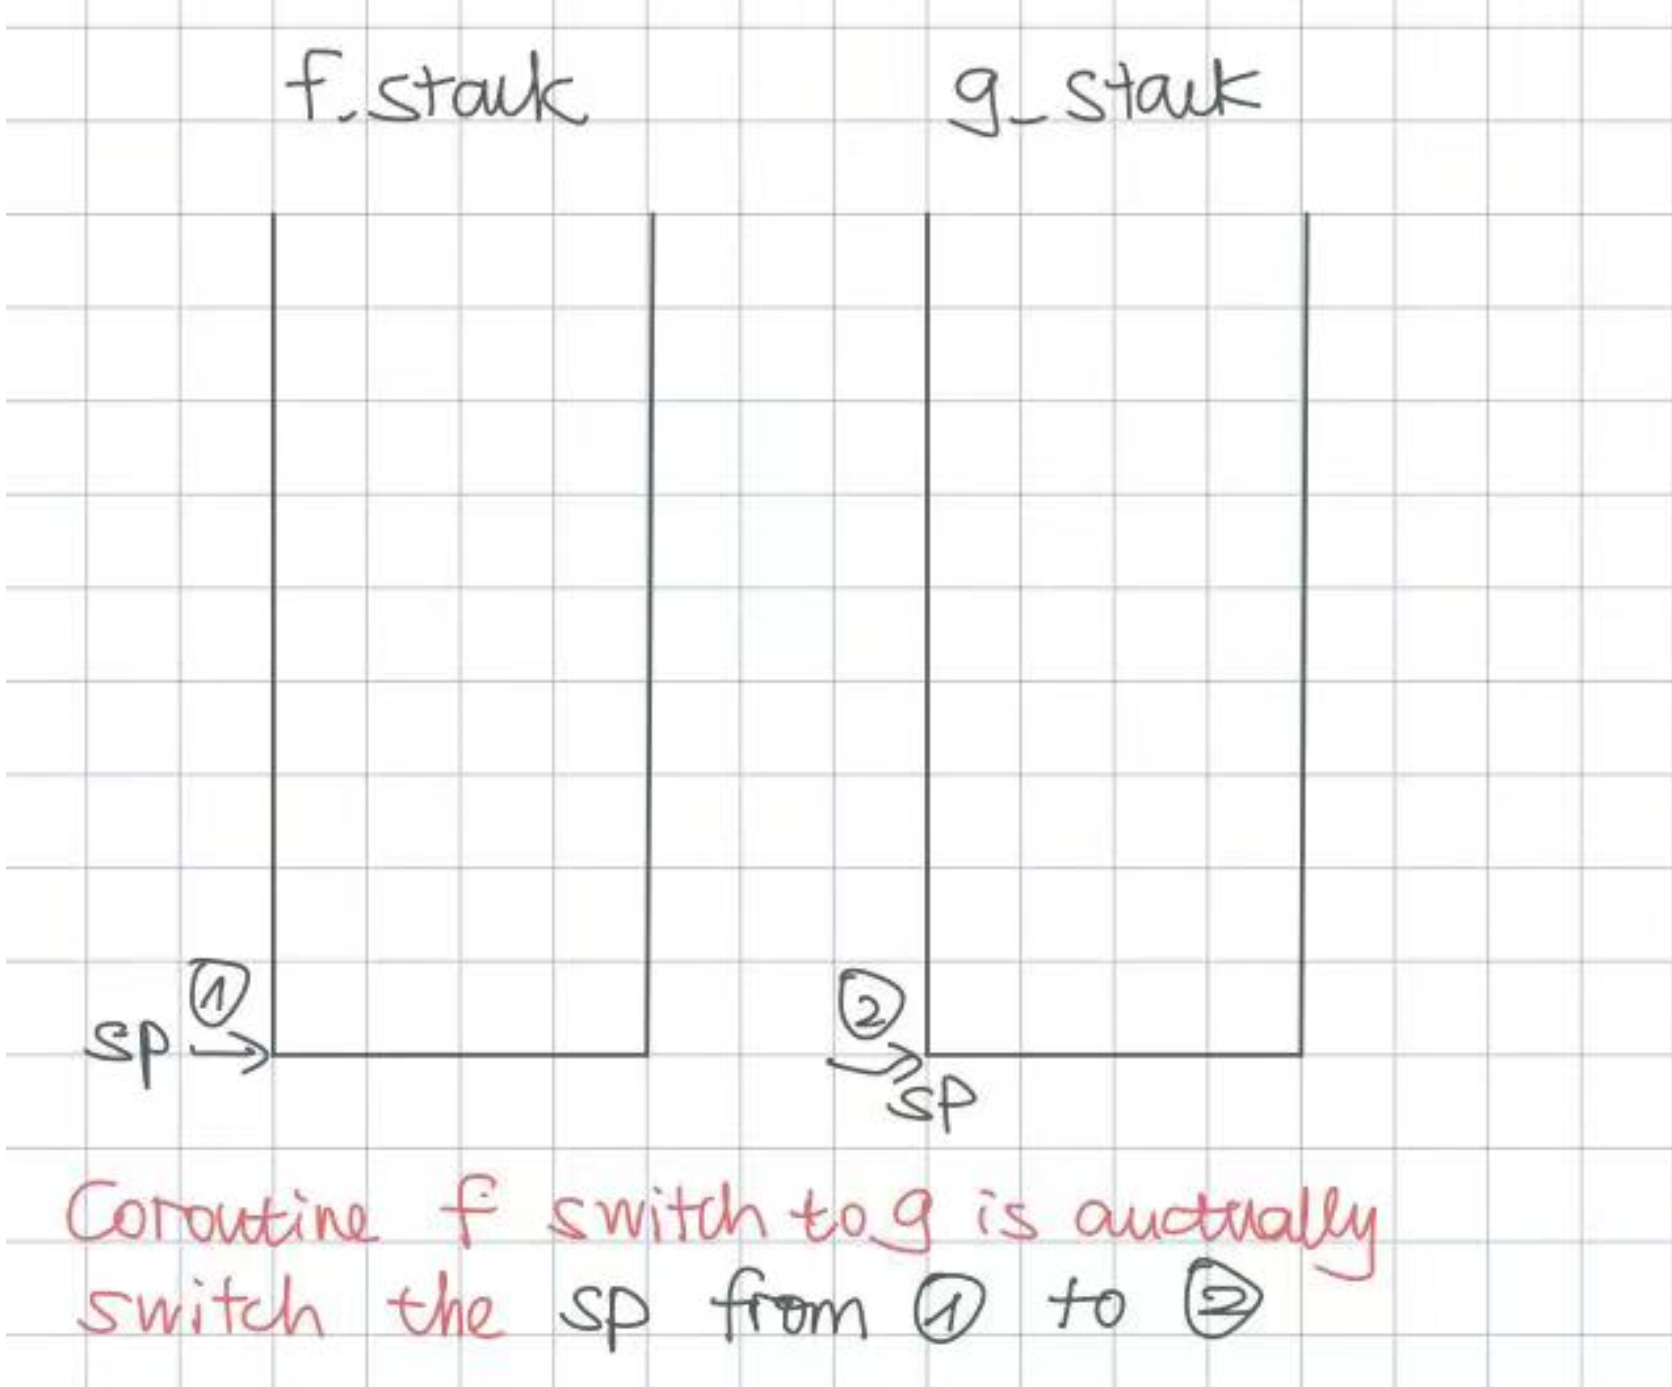 f_stack
g_stack
①
sp
②
sp
Coroutine f switch to g is auctually
switch the sp from ① to ②